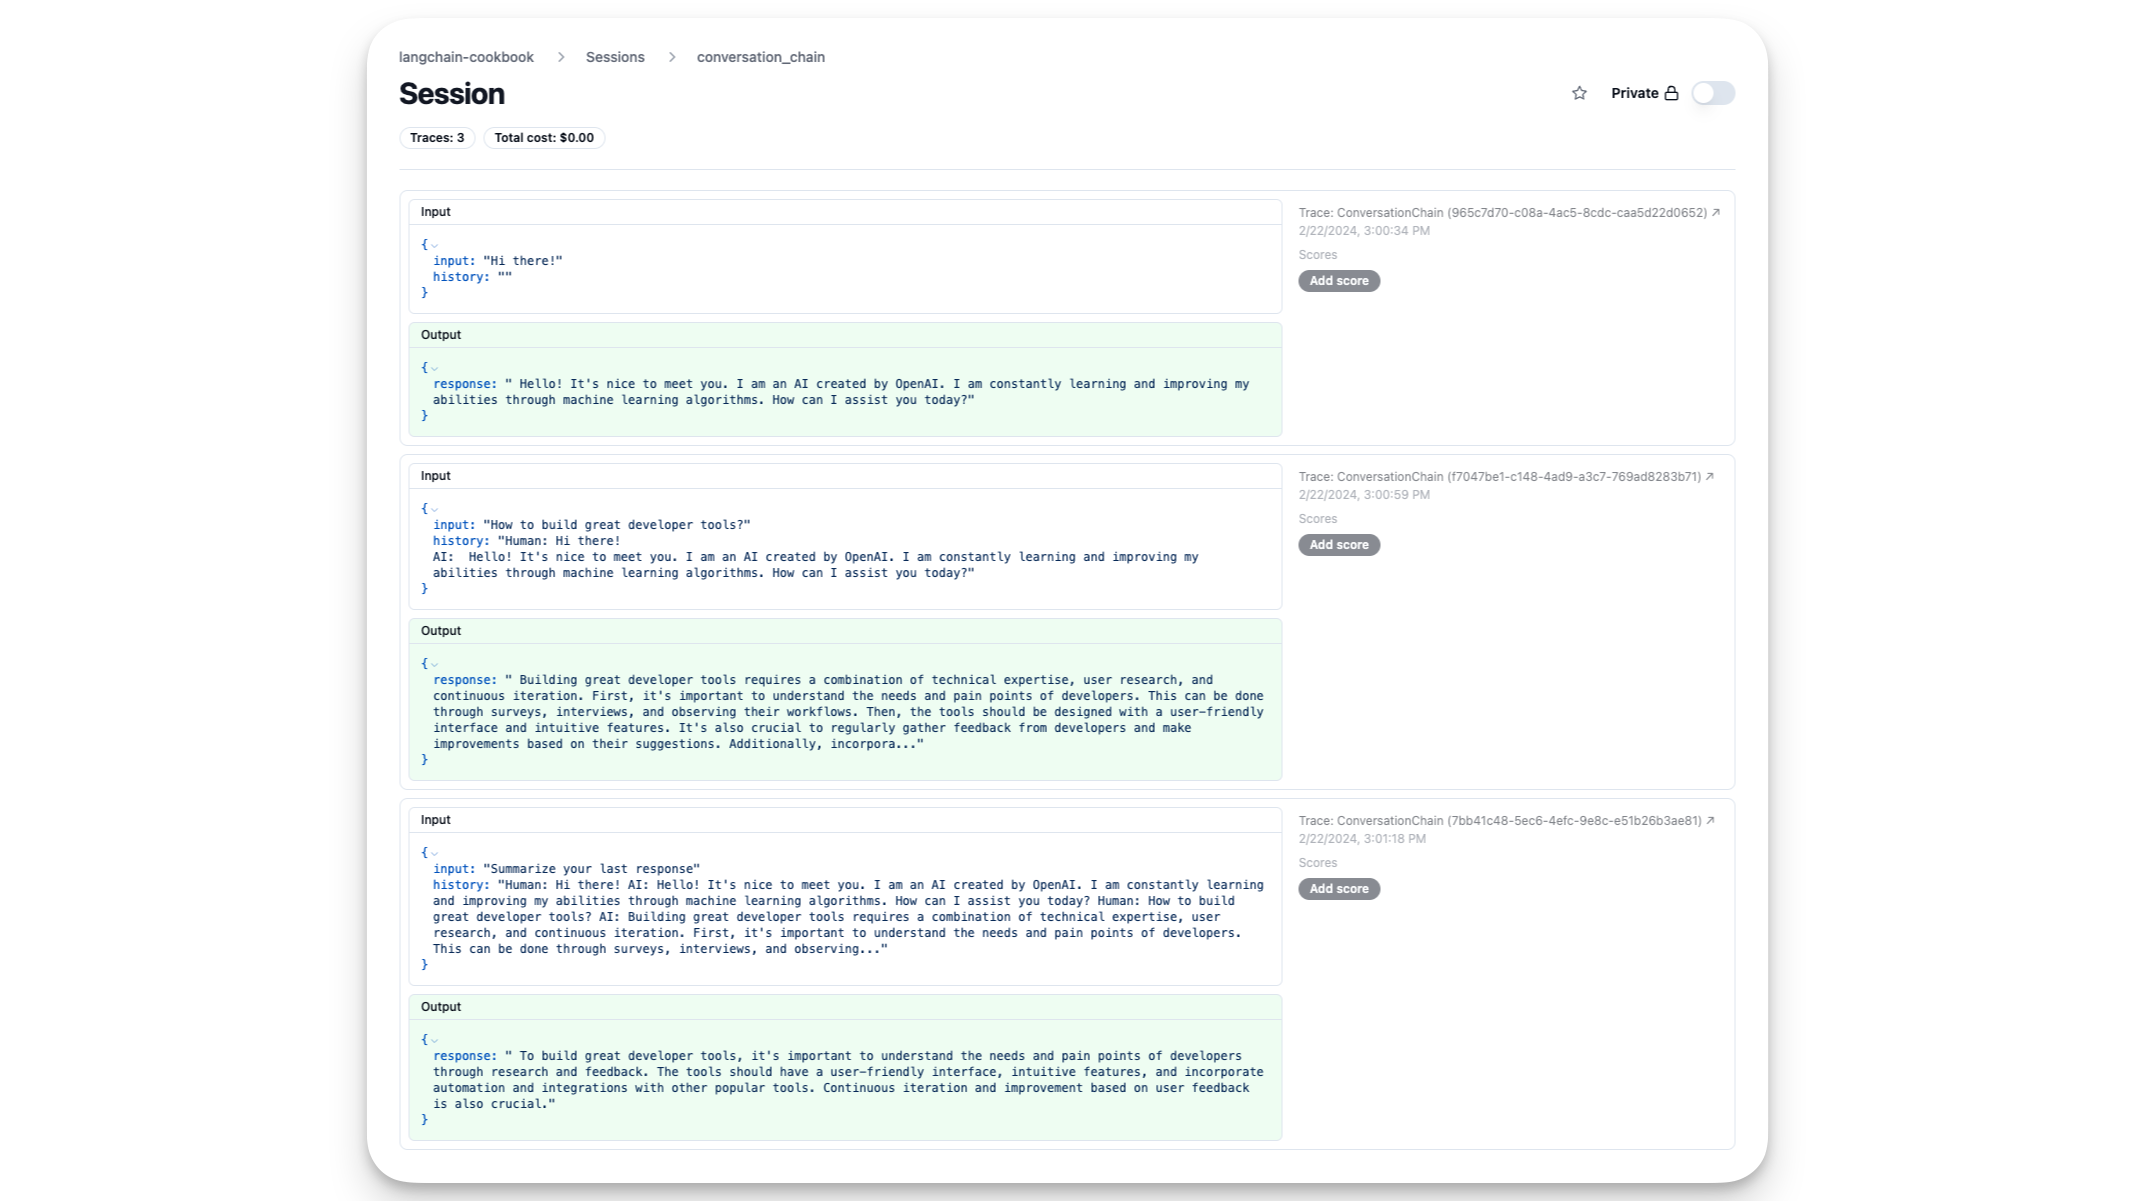 langchain-cookbook > Sessions > conversation_chain
Session
Private
Traces: 3 Total cost: $0.00
Input
{
input: "Hi there!"
history: ""
}
Trace: ConversationChain (965c7d70-c08a-4ac5-8cdc-caa5d22d0652)
2/22/2024, 3:00:34 PM
Scores
Add score
Output
{
response: " Hello! It's nice to meet you. I am an AI created by OpenAI. I am constantly learning and improving my
abilities through machine learning algorithms. How can I assist you today?"
}
Input
{
input: "How to build great developer tools?"
history: "Human: Hi there!
AI:  Hello! It's nice to meet you. I am an AI created by OpenAI. I am constantly learning and improving my
abilities through machine learning algorithms. How can I assist you today?"
}
Trace: ConversationChain (f7047be1-c148-4ad9-a3c7-769ad8283b71)
2/22/2024, 3:00:59 PM
Scores
Add score
Output
{
response: " Building great developer tools requires a combination of technical expertise, user research, and
continuous iteration. First, it's important to understand the needs and pain points of developers. This can be done
through surveys, interviews, and observing their workflows. Then, the tools should be designed with a user-friendly
interface and intuitive features. It's also crucial to regularly gather feedback from developers and make
improvements based on their suggestions. Additionally, incorpora..."
}
Input
{
input: "Summarize your last response"
history: "Human: Hi there! AI: Hello! It's nice to meet you. I am an AI created by OpenAI. I am constantly learning
and improving my abilities through machine learning algorithms. How can I assist you today? Human: How to build
great developer tools? AI: Building great developer tools requires a combination of technical expertise, user
research, and continuous iteration. First, it's important to understand the needs and pain points of developers.
This can be done through surveys, interviews, and observing..."
}
Trace: ConversationChain (7bb41c48-5ec6-4efc-9e8c-e51b26b3ae81)
2/22/2024, 3:01:18 PM
Scores
Add score
Output
{
response: " To build great developer tools, it's important to understand the needs and pain points of developers
through research and feedback. The tools should have a user-friendly interface, intuitive features, and incorporate
automation and integrations with other popular tools. Continuous iteration and improvement based on user feedback
is also crucial."
}